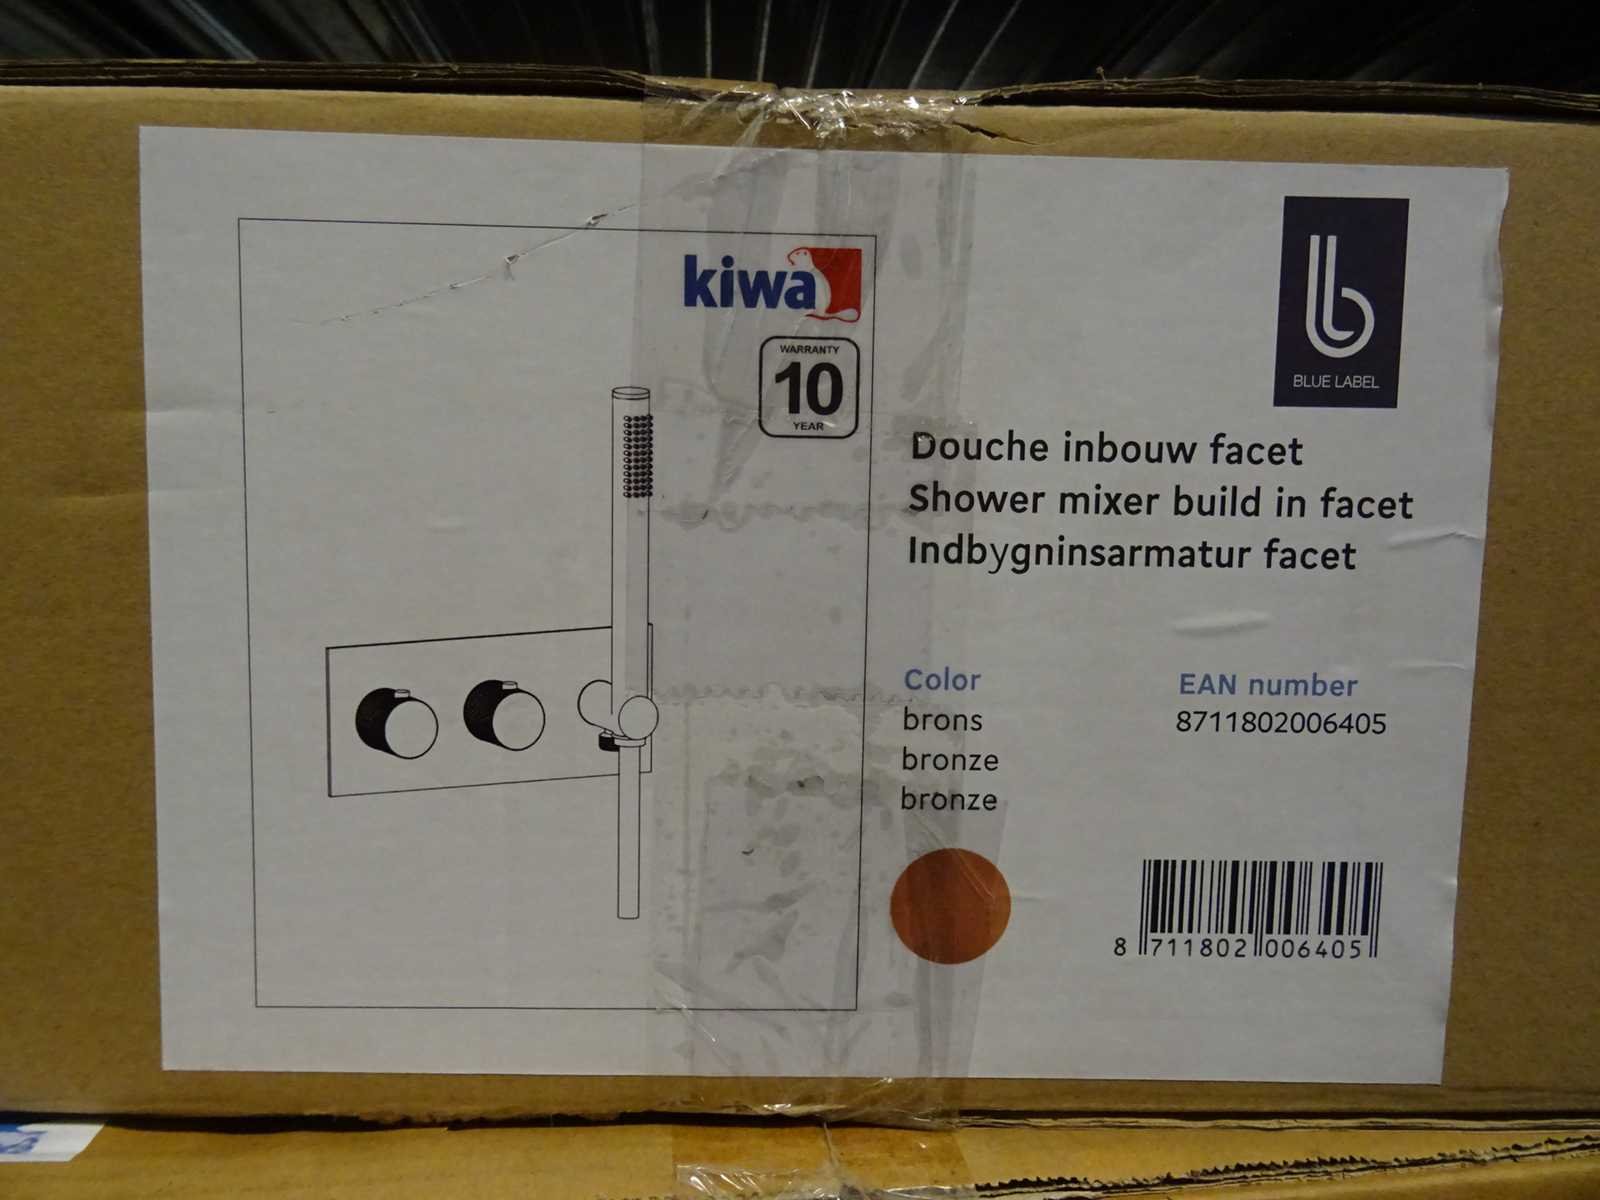 kiwa
WARRANTY
10
YEAR
BLUE LABEL
Douche inbouw facet
Shower mixer build in facet
Indbygninsarmatur facet
Color
brons
bronze
bronze
EAN number
8711802006405
8 711802 006405